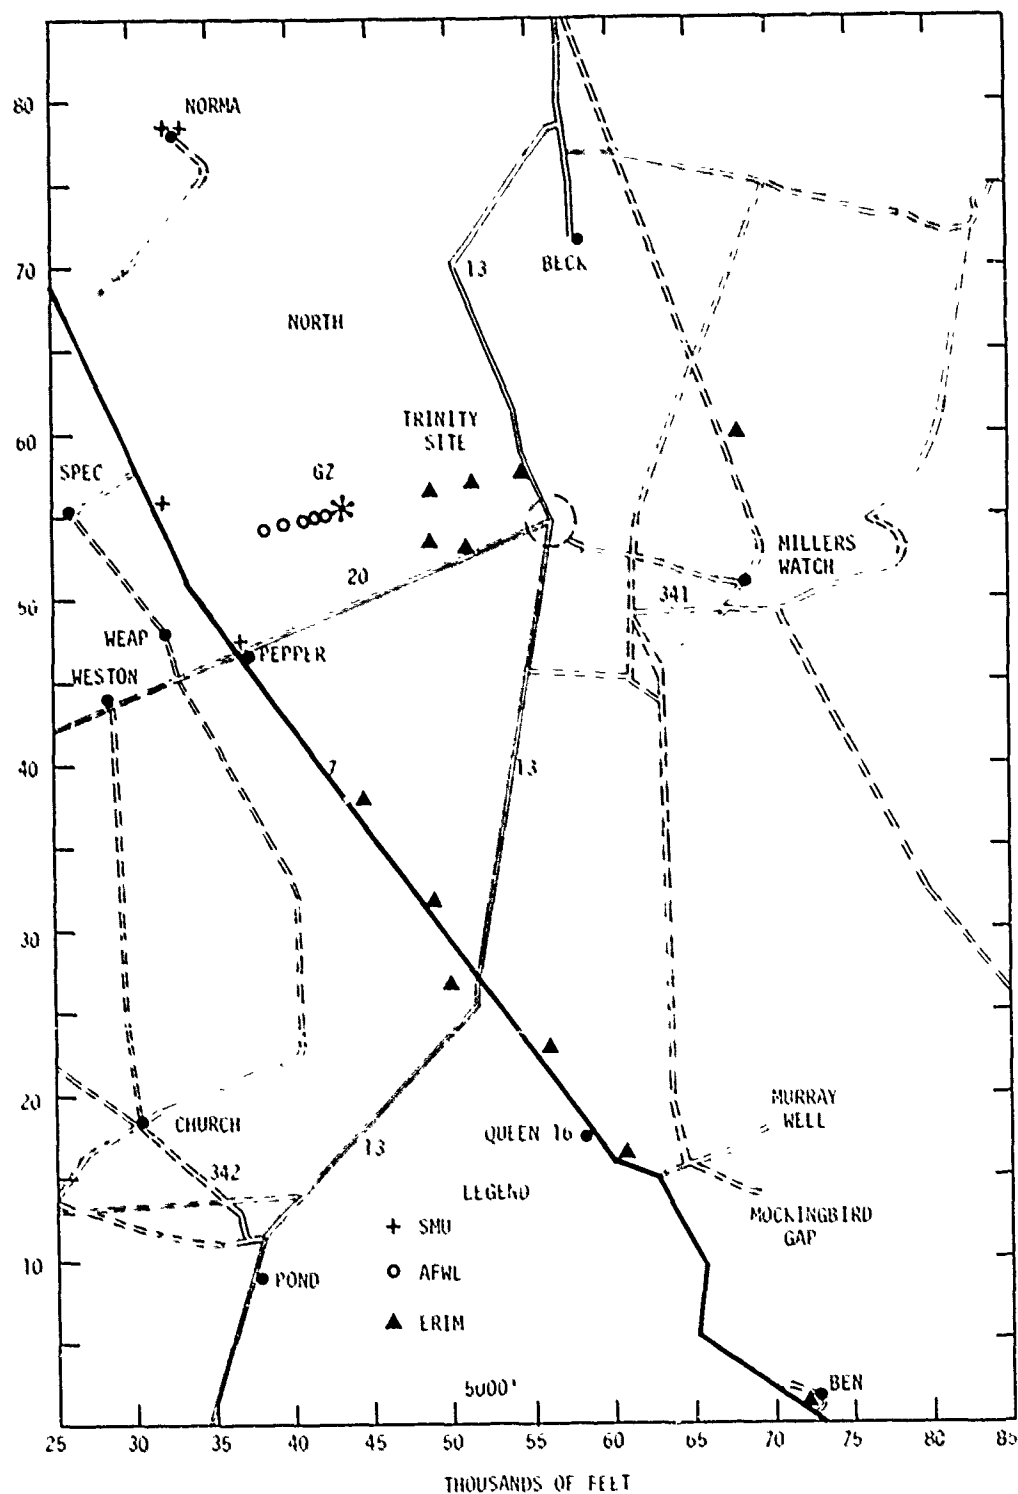 80
NORMA
70
13
BECK
NORTH
60
TRINITY
SITE
SPEC
GZ
MILLERS
WATCH
20
341
50
WEAP
PEPPER
WESTON
40
7
13
30
20
MURRAY
WELL
CHURCH
QUEEN 16
13
342
LEGEND
MOCKINGBIRD
GAP
+ SMU
10
O AFWL
POND
▲ ERIM
5000'
BEN
25 30 35 40 45 50 55 60 65 70 75 80 85
THOUSANDS OF FEET